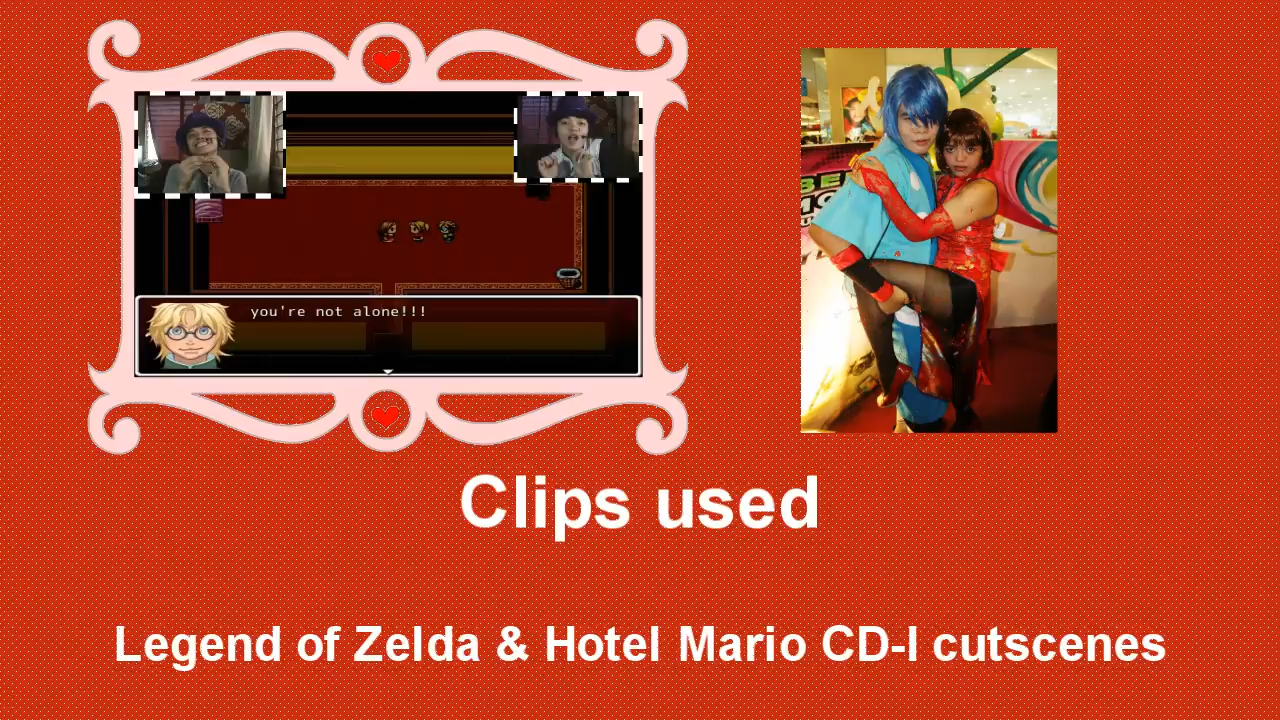 you're not alone!!!
Clips used
Legend of Zelda & Hotel Mario CD-I cutscenes